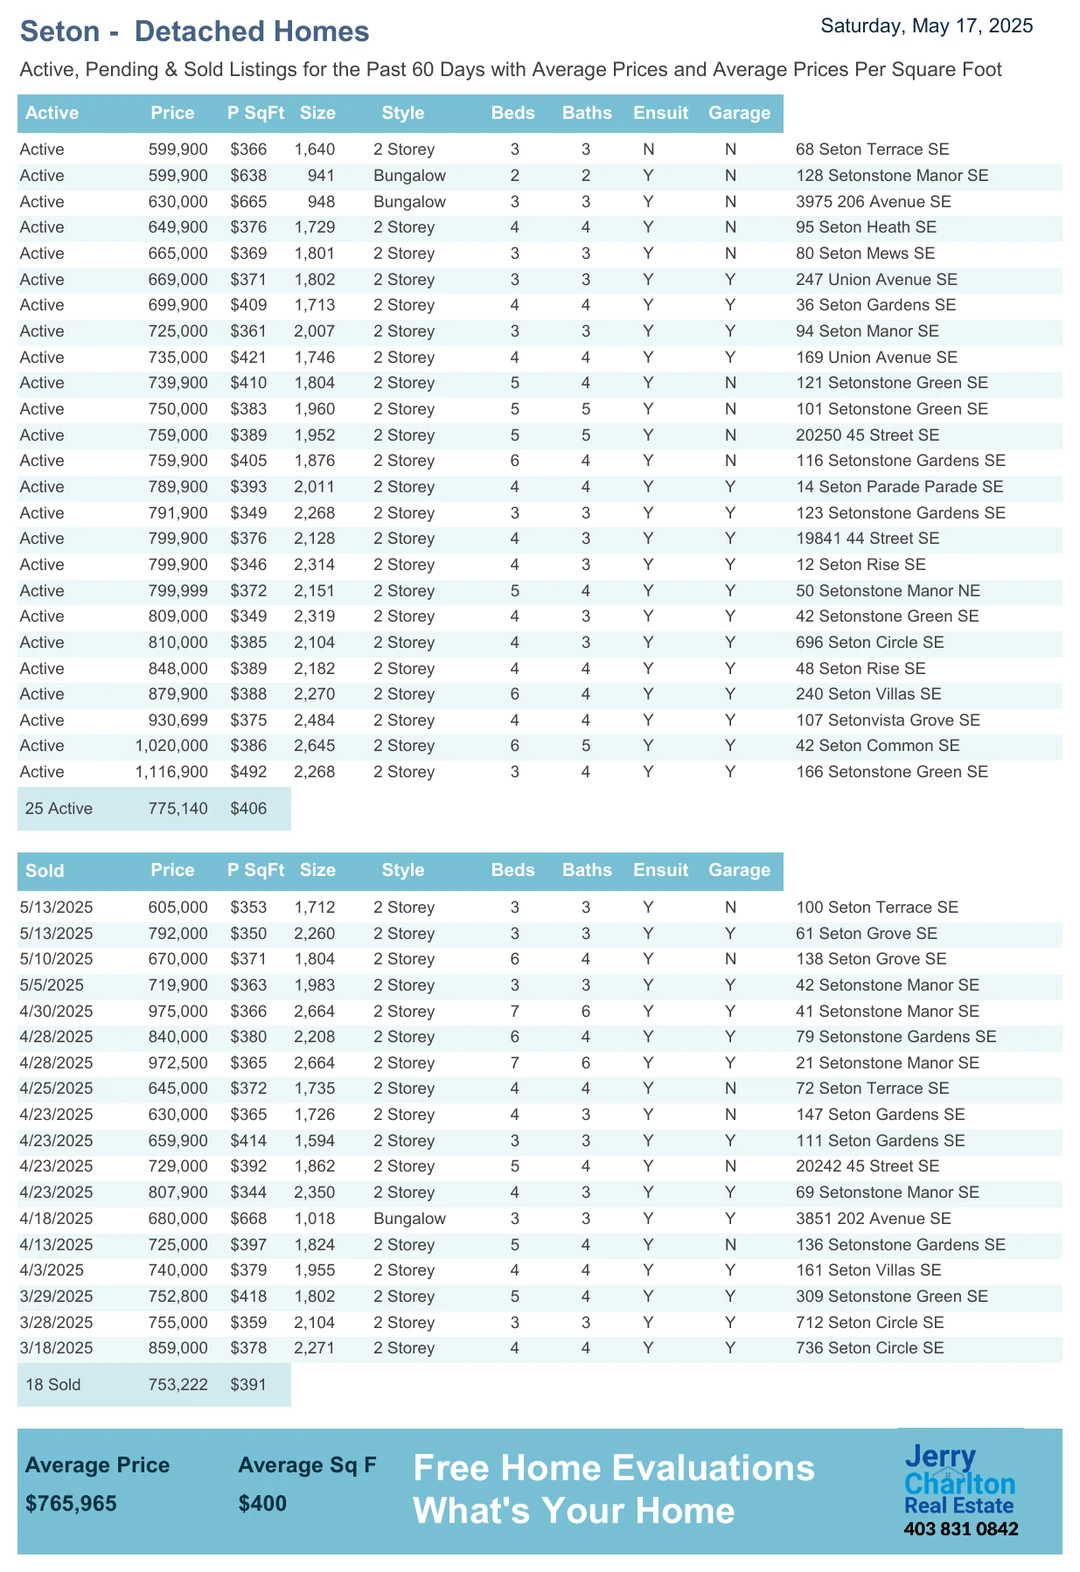 Seton -  Detached Homes
Saturday, May 17, 2025
Active, Pending & Sold Listings for the Past 60 Days with Average Prices and Average Prices Per Square Foot
Active Price P SqFt Size Style Beds Baths Ensuit Garage
Active 599,900 $366 1,640 2 Storey 3 3 N N 68 Seton Terrace SE
Active 599,900 $638 941 Bungalow 2 2 Y N 128 Setonstone Manor SE
Active 630,000 $665 948 Bungalow 3 3 Y N 3975 206 Avenue SE
Active 649,900 $376 1,729 2 Storey 4 4 Y N 95 Seton Heath SE
Active 665,000 $369 1,801 2 Storey 3 3 Y N 80 Seton Mews SE
Active 669,000 $371 1,802 2 Storey 3 3 Y Y 247 Union Avenue SE
Active 699,900 $409 1,713 2 Storey 4 4 Y Y 36 Seton Gardens SE
Active 725,000 $361 2,007 2 Storey 3 3 Y Y 94 Seton Manor SE
Active 735,000 $421 1,746 2 Storey 4 4 Y Y 169 Union Avenue SE
Active 739,900 $410 1,804 2 Storey 5 4 Y N 121 Setonstone Green SE
Active 750,000 $383 1,960 2 Storey 5 5 Y N 101 Setonstone Green SE
Active 759,000 $389 1,952 2 Storey 5 5 Y N 20250 45 Street SE
Active 759,900 $405 1,876 2 Storey 6 4 Y N 116 Setonstone Gardens SE
Active 789,900 $393 2,011 2 Storey 4 4 Y Y 14 Seton Parade Parade SE
Active 791,900 $349 2,268 2 Storey 3 3 Y Y 123 Setonstone Gardens SE
Active 799,900 $376 2,128 2 Storey 4 3 Y Y 19841 44 Street SE
Active 799,900 $346 2,314 2 Storey 4 3 Y Y 12 Seton Rise SE
Active 799,999 $372 2,151 2 Storey 5 4 Y Y 50 Setonstone Manor NE
Active 809,000 $349 2,319 2 Storey 4 3 Y Y 42 Setonstone Green SE
Active 810,000 $385 2,104 2 Storey 4 3 Y Y 696 Seton Circle SE
Active 848,000 $389 2,182 2 Storey 4 4 Y Y 48 Seton Rise SE
Active 879,900 $388 2,270 2 Storey 6 4 Y Y 240 Seton Villas SE
Active 930,699 $375 2,484 2 Storey 4 4 Y Y 107 Setonvista Grove SE
Active 1,020,000 $386 2,645 2 Storey 6 5 Y Y 42 Seton Common SE
Active 1,116,900 $492 2,268 2 Storey 3 4 Y Y 166 Setonstone Green SE
25 Active 775,140 $406
Sold Price P SqFt Size Style Beds Baths Ensuit Garage
5/13/2025 605,000 $353 1,712 2 Storey 3 3 Y N 100 Seton Terrace SE
5/13/2025 792,000 $350 2,260 2 Storey 3 3 Y Y 61 Seton Grove SE
5/10/2025 670,000 $371 1,804 2 Storey 6 4 Y N 138 Seton Grove SE
5/5/2025 719,900 $363 1,983 2 Storey 3 3 Y Y 42 Setonstone Manor SE
4/30/2025 975,000 $366 2,664 2 Storey 7 6 Y Y 41 Setonstone Manor SE
4/28/2025 840,000 $380 2,208 2 Storey 6 4 Y Y 79 Setonstone Gardens SE
4/28/2025 972,500 $365 2,664 2 Storey 7 6 Y Y 21 Setonstone Manor SE
4/25/2025 645,000 $372 1,735 2 Storey 4 4 Y N 72 Seton Terrace SE
4/23/2025 630,000 $365 1,726 2 Storey 4 3 Y N 147 Seton Gardens SE
4/23/2025 659,900 $414 1,594 2 Storey 3 3 Y Y 111 Seton Gardens SE
4/23/2025 729,000 $392 1,862 2 Storey 5 4 Y N 20242 45 Street SE
4/23/2025 807,900 $344 2,350 2 Storey 4 3 Y Y 69 Setonstone Manor SE
4/18/2025 680,000 $668 1,018 Bungalow 3 3 Y Y 3851 202 Avenue SE
4/13/2025 725,000 $397 1,824 2 Storey 5 4 Y N 136 Setonstone Gardens SE
4/3/2025 740,000 $379 1,955 2 Storey 4 4 Y Y 161 Seton Villas SE
3/29/2025 752,800 $418 1,802 2 Storey 5 4 Y Y 309 Setonstone Green SE
3/28/2025 755,000 $359 2,104 2 Storey 3 3 Y Y 712 Seton Circle SE
3/18/2025 859,000 $378 2,271 2 Storey 4 4 Y Y 736 Seton Circle SE
18 Sold 753,222 $391
Average Price Average Sq F
$765,965 $400
Free Home Evaluations
What's Your Home
Jerry
Charlton
Real Estate
403 831 0842